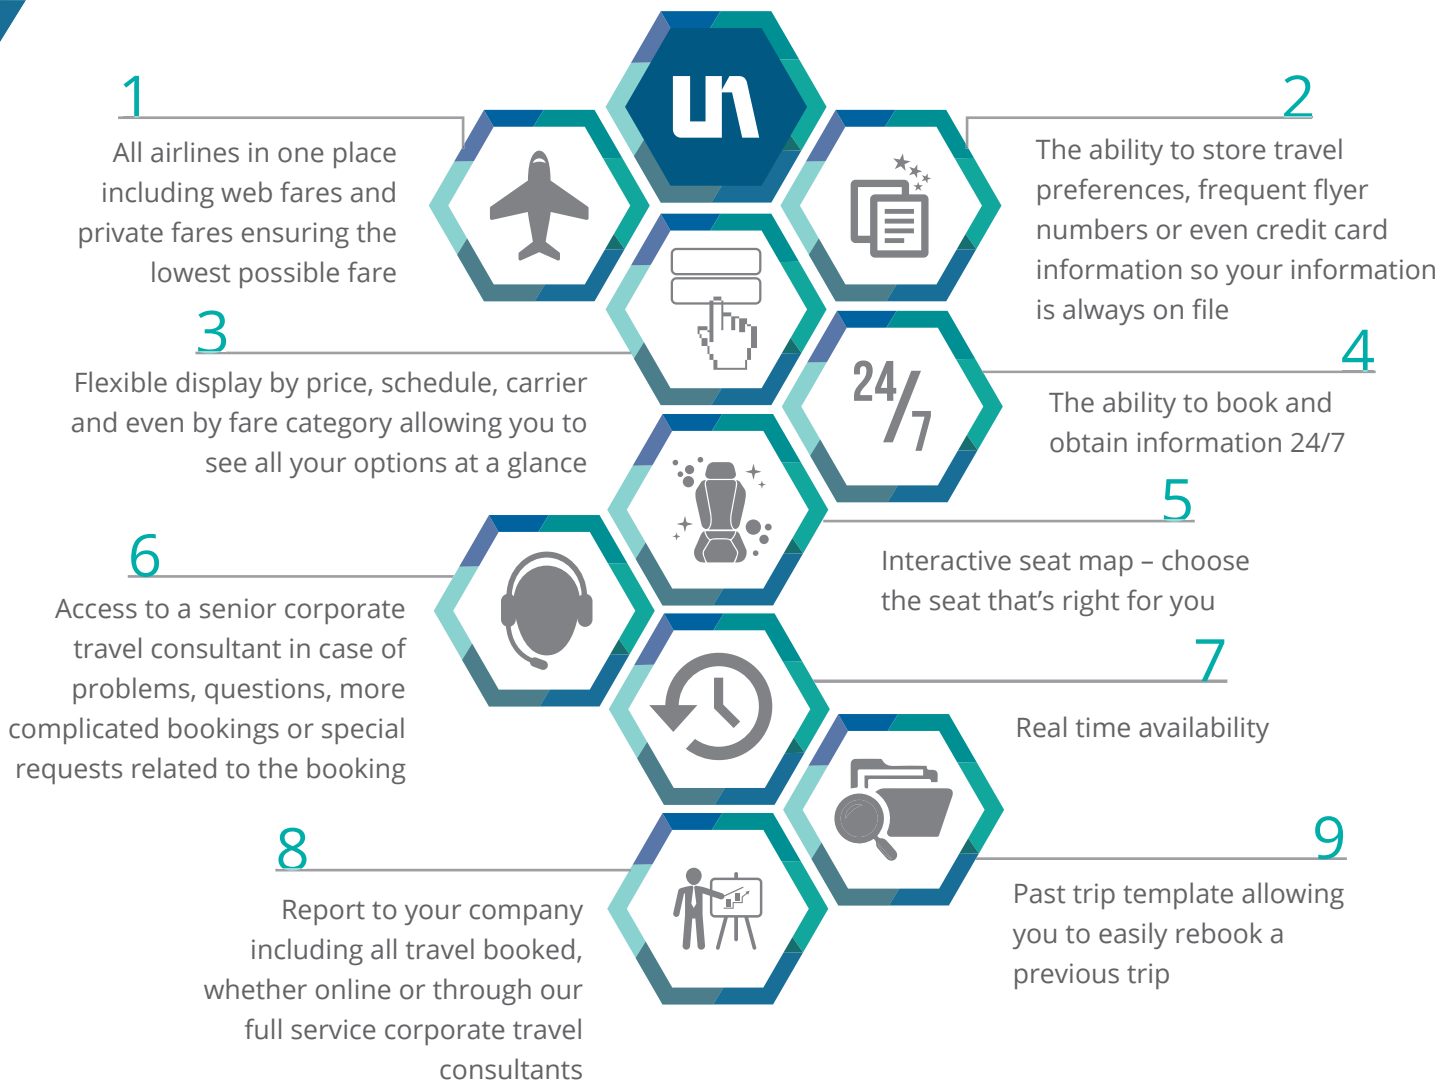 un
1
All airlines in one place
including web fares and
private fares ensuring the
lowest possible fare
2
The ability to store travel
preferences, frequent flyer
numbers or even credit card
information so your information
is always on file
3
Flexible display by price, schedule, carrier
and even by fare category allowing you to
see all your options at a glance
24/7
4
The ability to book and
obtain information 24/7
5
Interactive seat map – choose
the seat that’s right for you
6
Access to a senior corporate
travel consultant in case of
problems, questions, more
complicated bookings or special
requests related to the booking
7
Real time availability
8
Report to your company
including all travel booked,
whether online or through our
full service corporate travel
consultants
9
Past trip template allowing
you to easily rebook a
previous trip